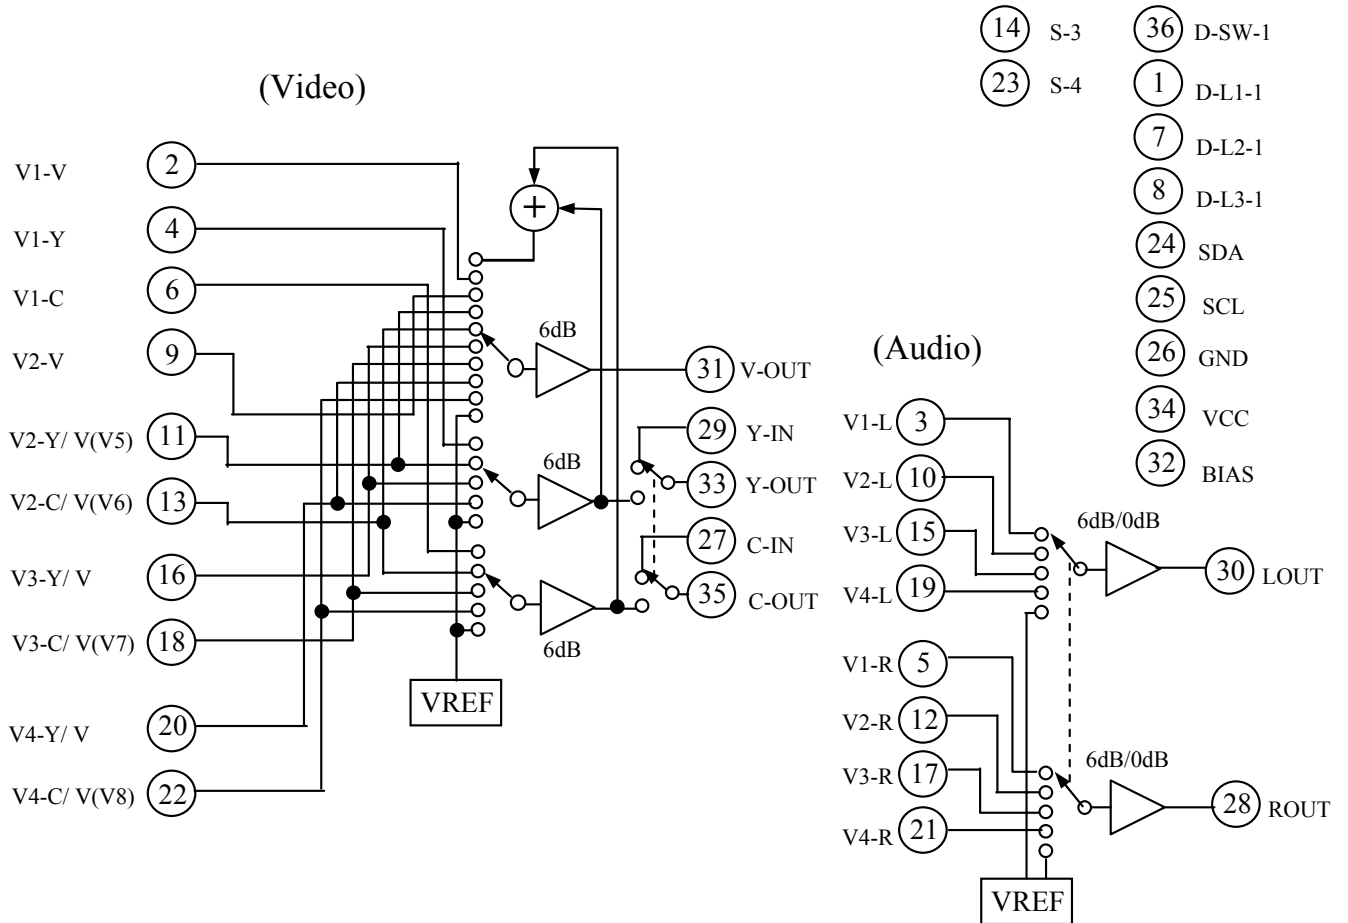 14 S-3 36 D-SW-1
23 S-4 1 D-L1-1
7 D-L2-1
8 D-L3-1
24 SDA
25 SCL
26 GND
34 VCC
32 BIAS
(Video)
V1-V 2
V1-Y 4
V1-C 6
V2-V 9
V2-Y/ V(V5) 11
V2-C/ V(V6) 13
V3-Y/ V 16
V3-C/ V(V7) 18
V4-Y/ V 20
V4-C/ V(V8) 22
+
6dB
6dB
6dB
VREF
31 V-OUT
29 Y-IN
33 Y-OUT
27 C-IN
35 C-OUT
(Audio)
V1-L 3
V2-L 10
V3-L 15
V4-L 19
6dB/0dB
30 LOUT
V1-R 5
V2-R 12
V3-R 17
V4-R 21
6dB/0dB
28 ROUT
VREF